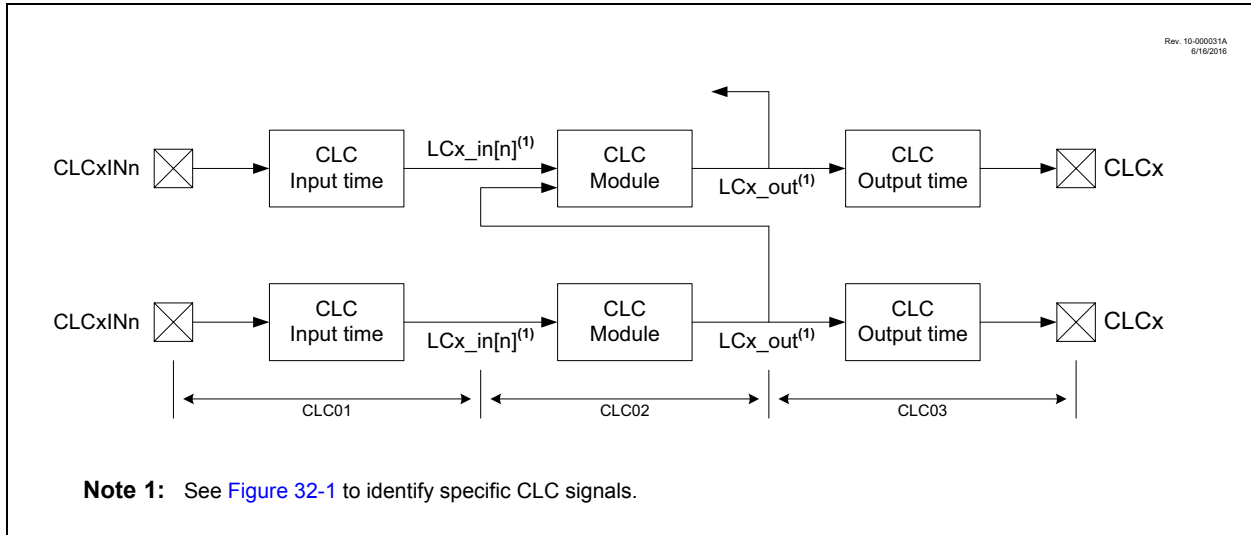 Rev. 10-000031A
6/16/2016
CLCxINn
CLC
Input time
LCx_in[n](1)
CLC
Module
LCx_out(1)
CLC
Output time
CLCx
CLCxINn
CLC
Input time
LCx_in[n](1)
CLC
Module
LCx_out(1)
CLC
Output time
CLCx
CLC01
CLC02
CLC03
Note 1: See Figure 32-1 to identify specific CLC signals.